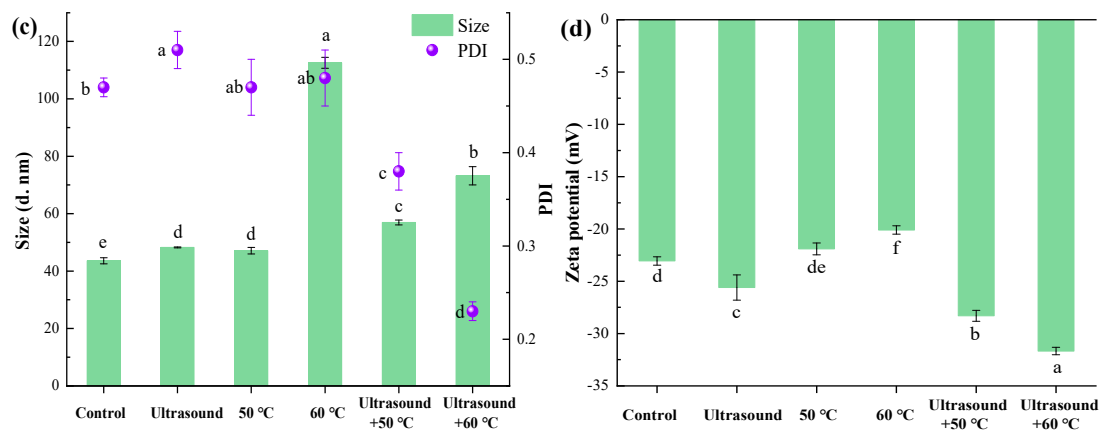 (c)
Size
PDI
120
100
80
60
40
20
0
Size (d. nm)
b
a
ab
ab
a
c
c
b
d
e
d
d
0.5
0.4
0.3
0.2
PDI
Control
Ultrasound
50 ℃
60 ℃
Ultrasound
+50 ℃
Ultrasound
+60 ℃
(d)
0
-5
-10
-15
-20
-25
-30
-35
Zeta potential (mV)
d
c
de
f
b
a
Control
Ultrasound
50 ℃
60 ℃
Ultrasound
+50 ℃
Ultrasound
+60 ℃